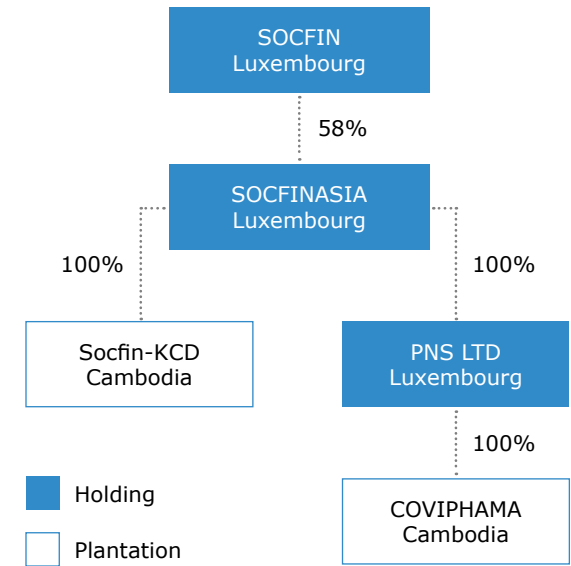 SOCFIN
Luxembourg
58%
SOCFINASIA
Luxembourg
100%
100%
Socfin-KCD
Cambodia
PNS LTD
Luxembourg
100%
Holding
COVIPHAMA
Cambodia
Plantation